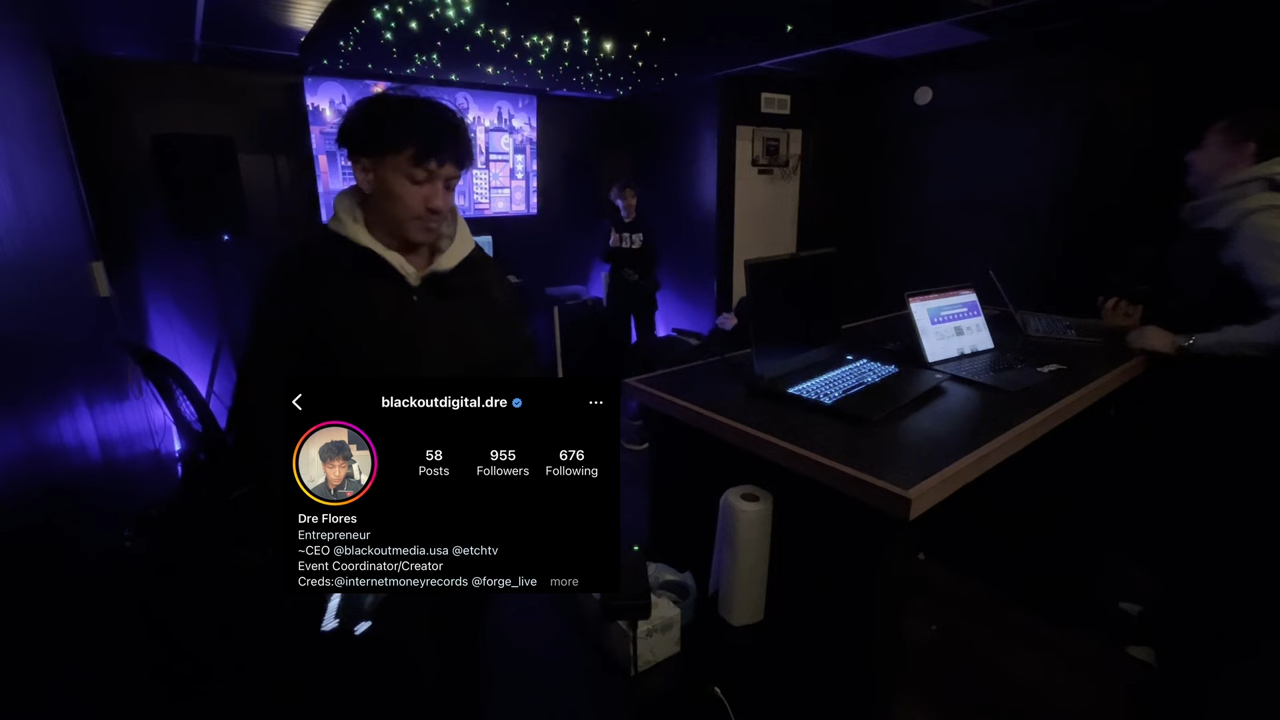 blackoutdigital.dre
58
955
676
Posts
Followers
Following
Dre Flores
Entrepreneur
~CEO @blackoutmedia.usa @etchtv
Event Coordinator/Creator
Creds:@internetmoneyrecords @forge_live more